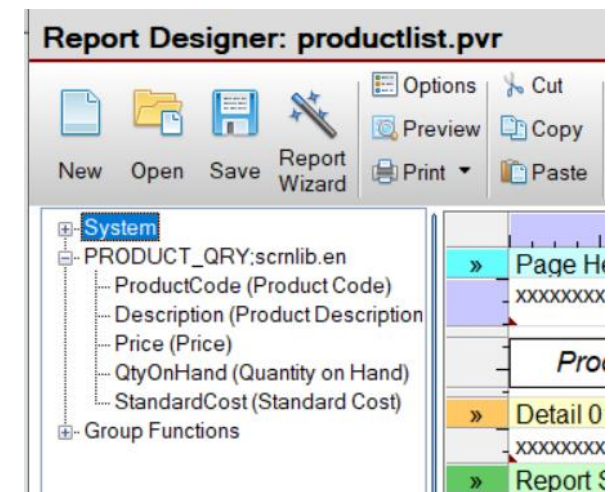 Report Designer: productlist.pvr
New
Open
Save
Report
Wizard
Options
Preview
Print
Cut
Copy
Paste
System
PRODUCT_QRY;scrnlib.en
ProductCode (Product Code)
Description (Product Description
Price (Price)
QtyOnHand (Quantity on Hand)
StandardCost (Standard Cost)
Group Functions
» Page He
xxxxxxxx
Prod
» Detail 0
xxxxxxxx
» Report S